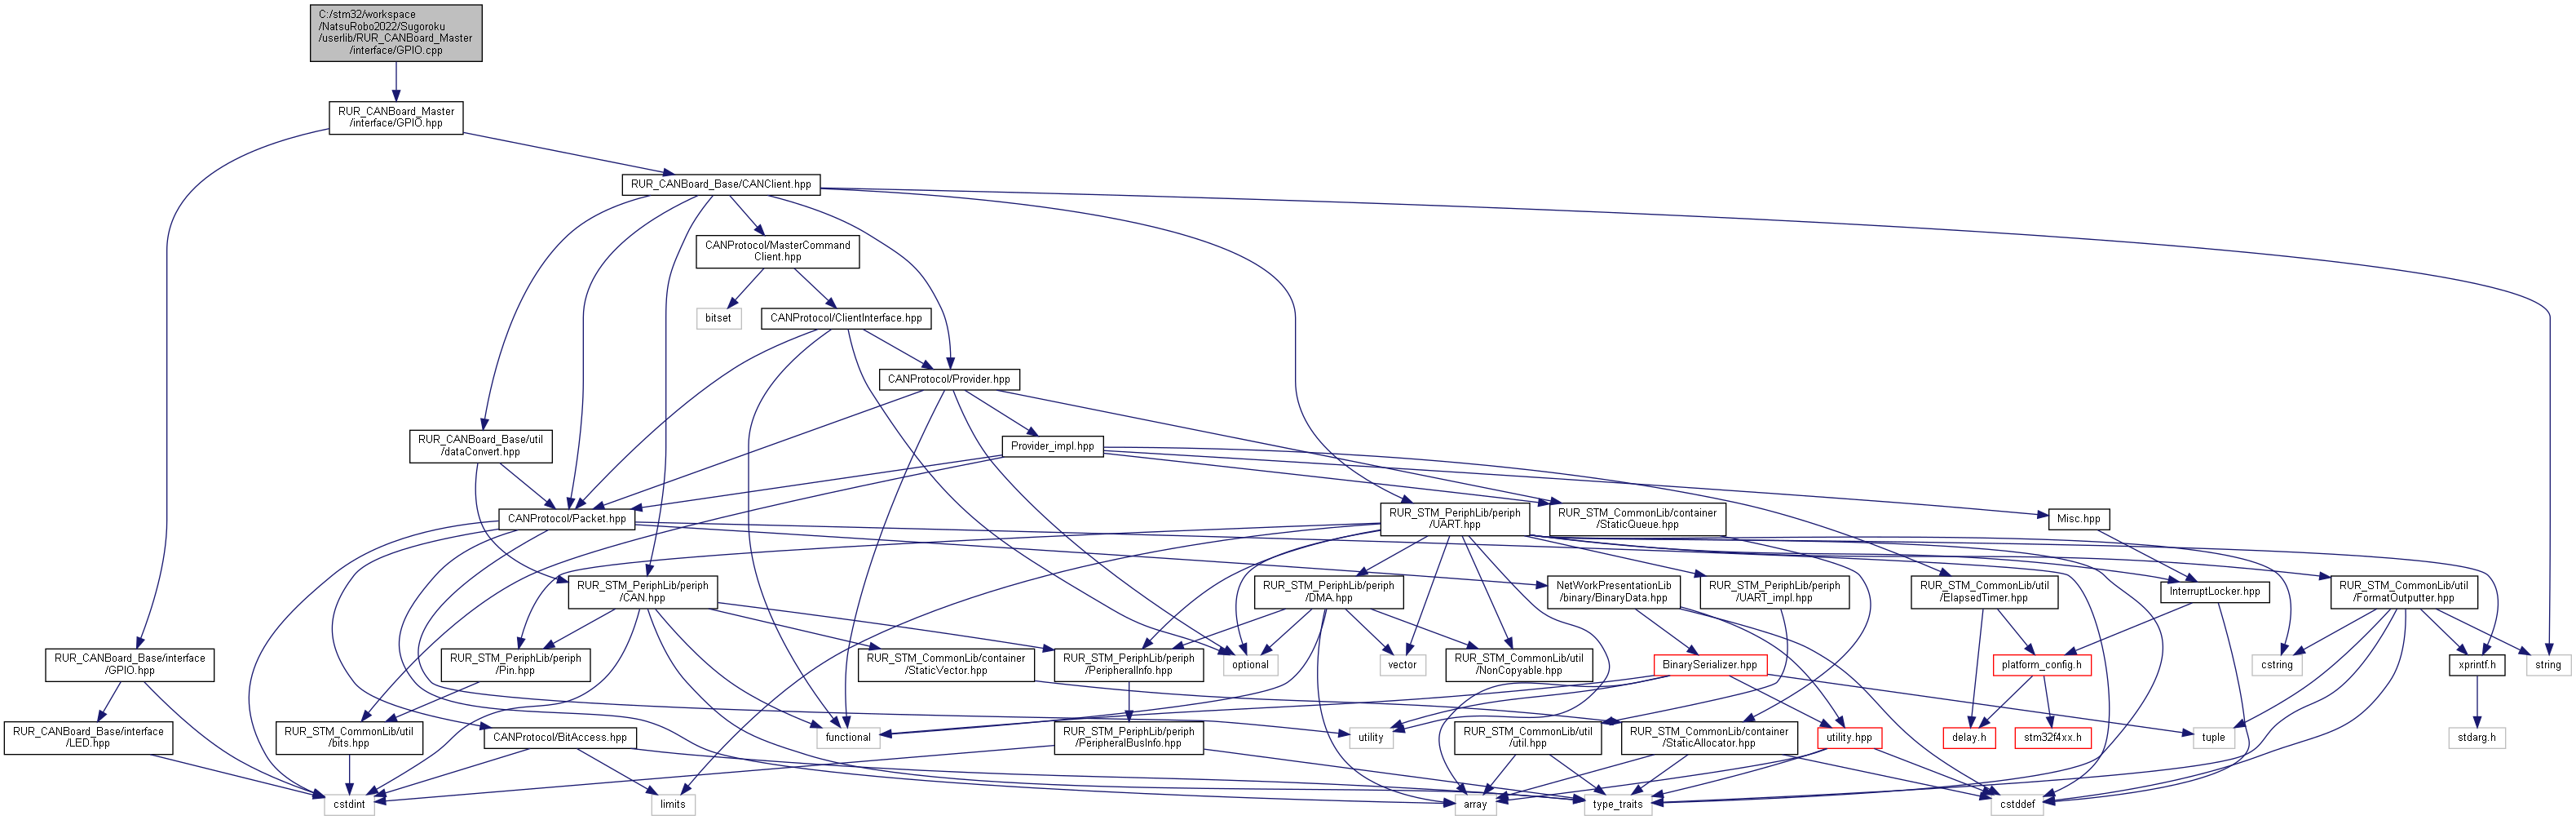 C:/stm32/workspace
/NatsuRobo2022/Sugoroku
/userlib/RUR_CANBoard_Master
/interface/GPIO.cpp
RUR_CANBoard_Master
/interface/GPIO.hpp
RUR_CANBoard_Base/CANClient.hpp
CANProtocol/MasterCommand
Client.hpp
bitset
CANProtocol/ClientInterface.hpp
CANProtocol/Provider.hpp
RUR_CANBoard_Base/util
/dataConvert.hpp
Provider_impl.hpp
CANProtocol/Packet.hpp
RUR_STM_PeriphLib/periph
/UART.hpp
RUR_STM_CommonLib/container
/StaticQueue.hpp
Misc.hpp
RUR_STM_PeriphLib/periph
/CAN.hpp
RUR_STM_PeriphLib/periph
/DMA.hpp
NetWorkPresentationLib
/binary/BinaryData.hpp
RUR_STM_PeriphLib/periph
/UART_impl.hpp
RUR_STM_CommonLib/util
/ElapsedTimer.hpp
InterruptLocker.hpp
RUR_STM_CommonLib/util
/FormatOutputter.hpp
RUR_CANBoard_Base/interface
/GPIO.hpp
RUR_STM_PeriphLib/periph
/Pin.hpp
RUR_STM_CommonLib/container
/StaticVector.hpp
RUR_STM_PeriphLib/periph
/PeripheralInfo.hpp
optional
vector
RUR_STM_CommonLib/util
/NonCopyable.hpp
BinarySerializer.hpp
platform_config.h
cstring
xprintf.h
string
RUR_CANBoard_Base/interface
/LED.hpp
RUR_STM_CommonLib/util
/bits.hpp
CANProtocol/BitAccess.hpp
functional
RUR_STM_PeriphLib/periph
/PeripheralBusInfo.hpp
utility
RUR_STM_CommonLib/util
/util.hpp
RUR_STM_CommonLib/container
/StaticAllocator.hpp
utility.hpp
delay.h
stm32f4xx.h
tuple
stdarg.h
cstdint
limits
array
type_traits
cstddef